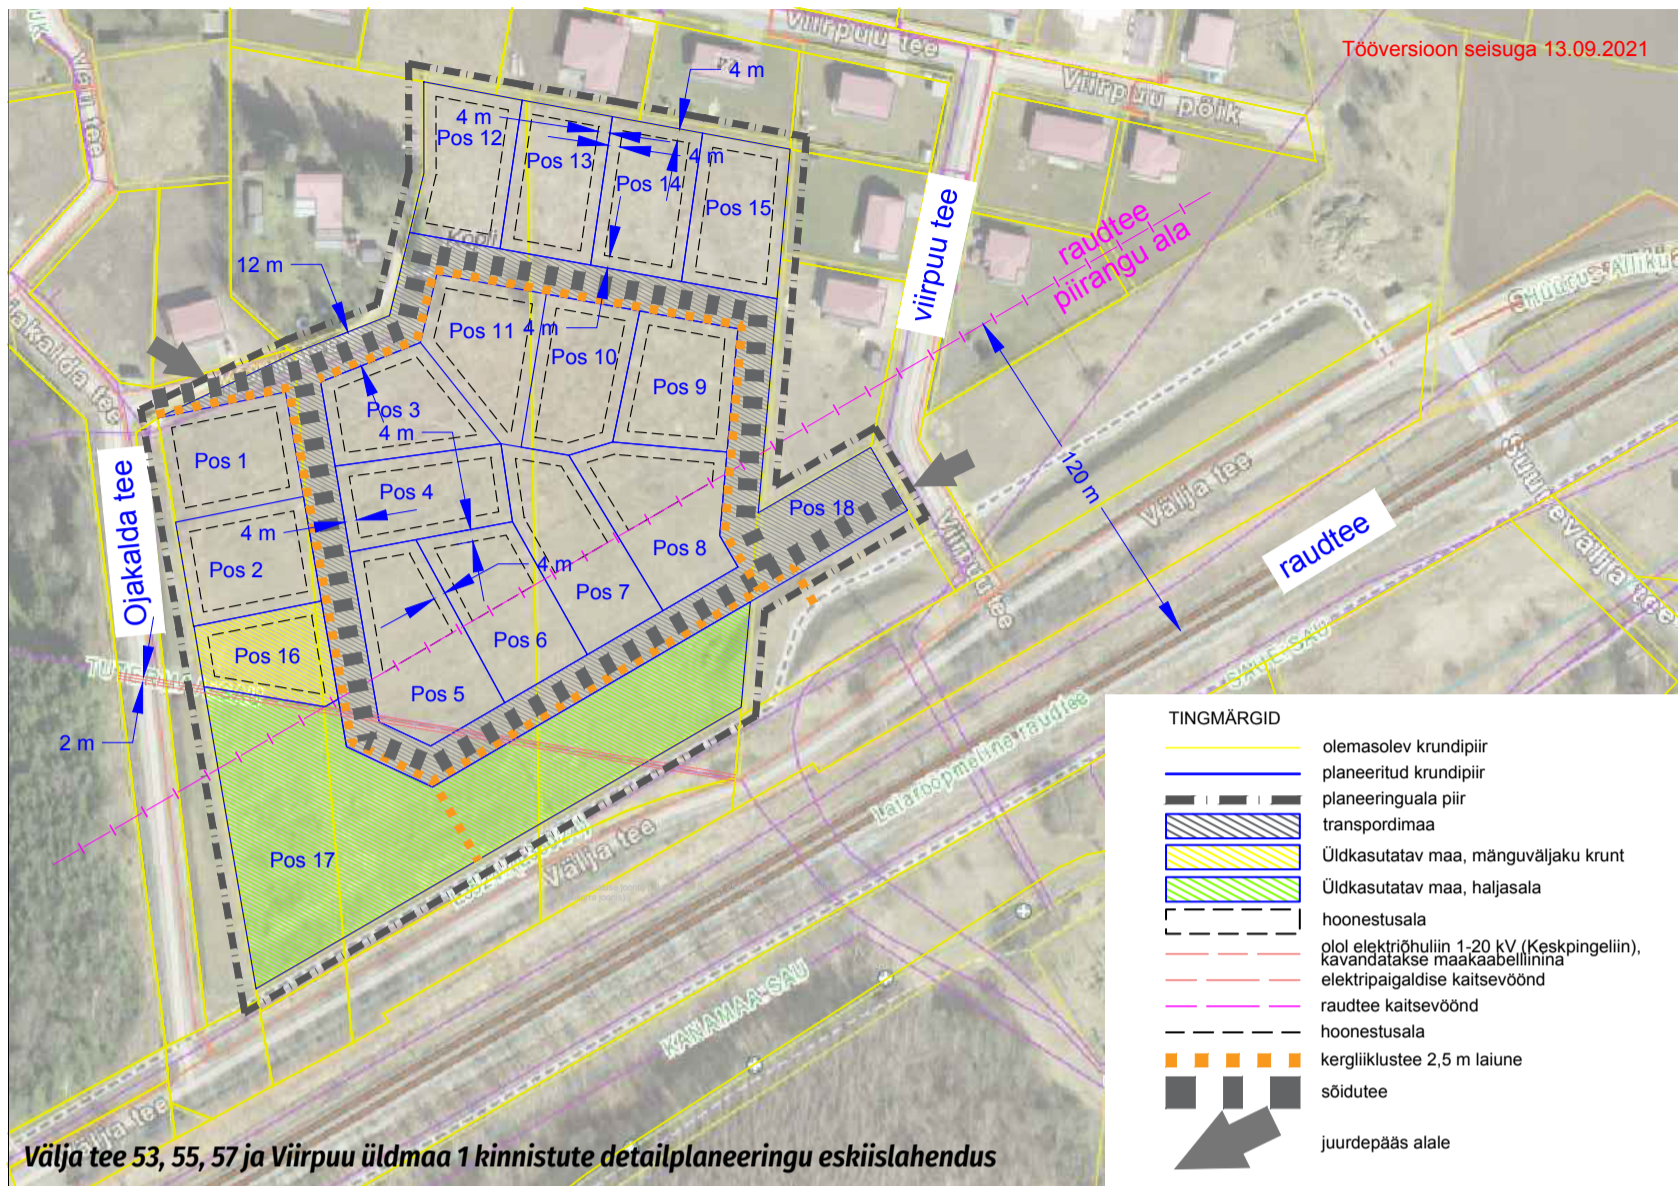 Tööversioon seisuga 13.09.2021
viirpuu tee
Viirpuu põik
4 m
Pos 12
4 m
Pos 13
4 m
Pos 14
Pos 15
12 m
viirpuu tee
raudtee
piirangu ala
Pos 11
4 m
Pos 10
Pos 9
Pos 3
4 m
Pos 1
Pos 4
4 m
Pos 2
Pos 8
Pos 18
4 m
Pos 7
Pos 6
Pos 16
Pos 5
Pos 17
2 m
Ojakalda tee
120 m
Välja tee
Viirpuu tee
raudtee
Suurevälja tee
Välja tee
KANAMAA-SAU
Välja tee 53, 55, 57 ja Viirpuu üldmaa 1 kinnistute detailplaneeringu eskiislahendus
TINGMÄRGID
olemasolev krundipiir
planeeritud krundipiir
planeeringuala piir
transpordimaa
Üldkasutatav maa, mänguväljaku krunt
Üldkasutatav maa, haljasala
hoonestusala
olol elektriõhuliin 1-20 kV (Keskpingeliin),
kavandatakse maakaabelliinina
elektripaigaldise kaitsevöönd
raudtee kaitsevöönd
hoonestusala
kergliiklustee 2,5 m laiune
sõidutee
juurdepääs alale